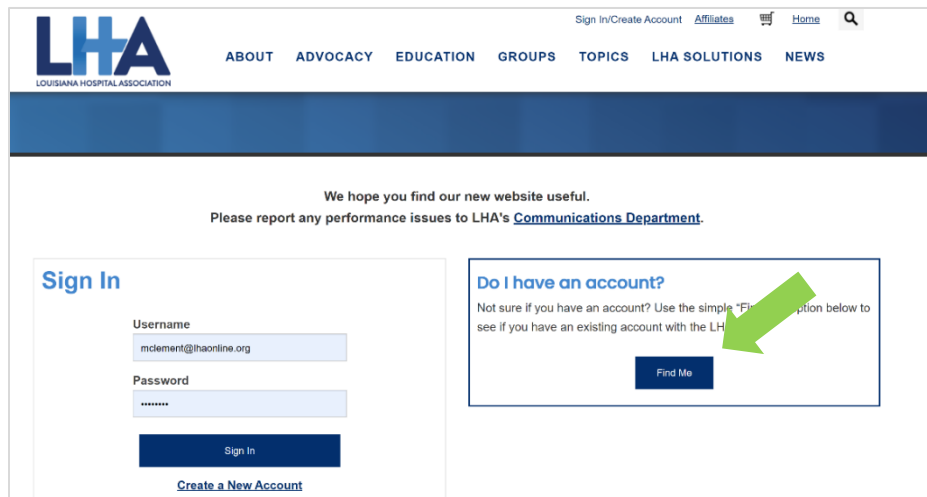 Sign In/Create Account Affiliates Home
LHA
LOUISIANA HOSPITAL ASSOCIATION
ABOUT ADVOCACY EDUCATION GROUPS TOPICS LHA SOLUTIONS NEWS
We hope you find our new website useful.
Please report any performance issues to LHA's Communications Department.
Sign In
Username
mclement@lhaonline.org
Password
••••••••
Sign In
Create a New Account
Do I have an account?
Not sure if you have an account? Use the simple "Fi ption below to
see if you have an existing account with the LH
Find Me